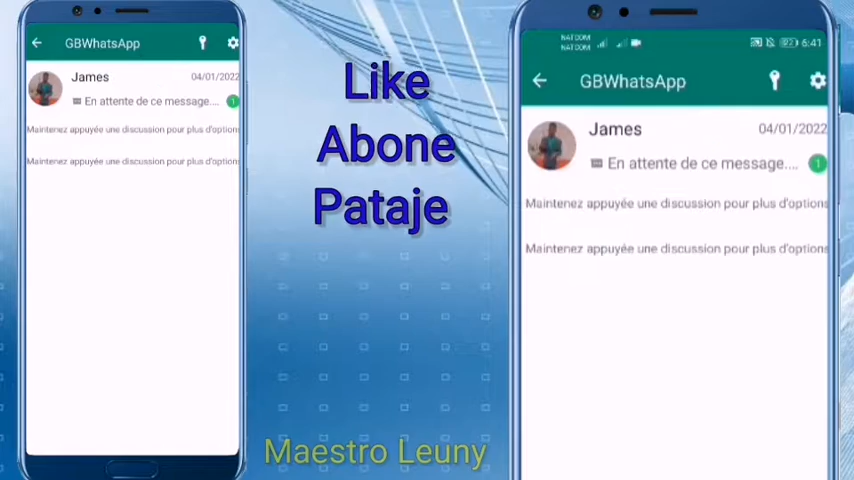 GBWhatsApp
James 04/01/2022
En attente de ce message.... 1
Maintenez appuyée une discussion pour plus d'options
Maintenez appuyée une discussion pour plus d'options
Like
Abone
Pataje
Maestro Leuny
NATCOM
NATCOM
92 6:41
GBWhatsApp
James 04/01/2022
En attente de ce message.... 1
Maintenez appuyée une discussion pour plus d'options
Maintenez appuyée une discussion pour plus d'options